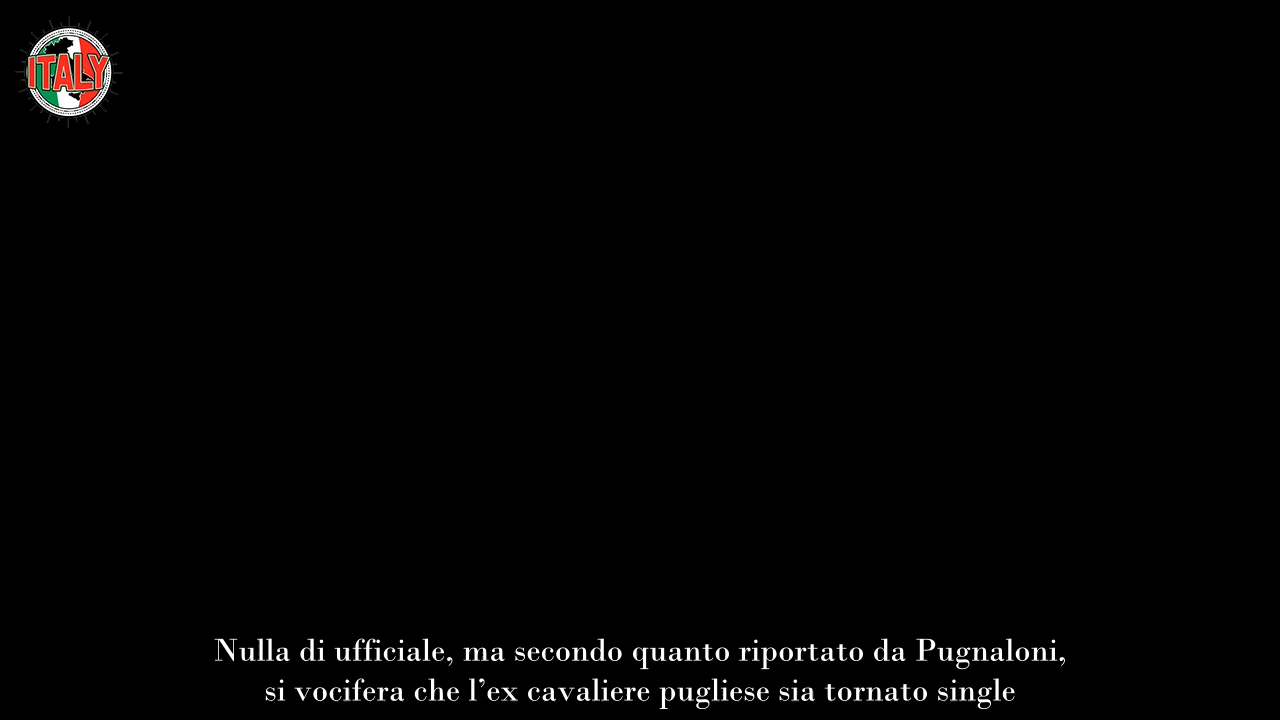 ITALY
Nulla di ufficiale, ma secondo quanto riportato da Pugnaloni,
si vocifera che l’ex cavaliere pugliese sia tornato single